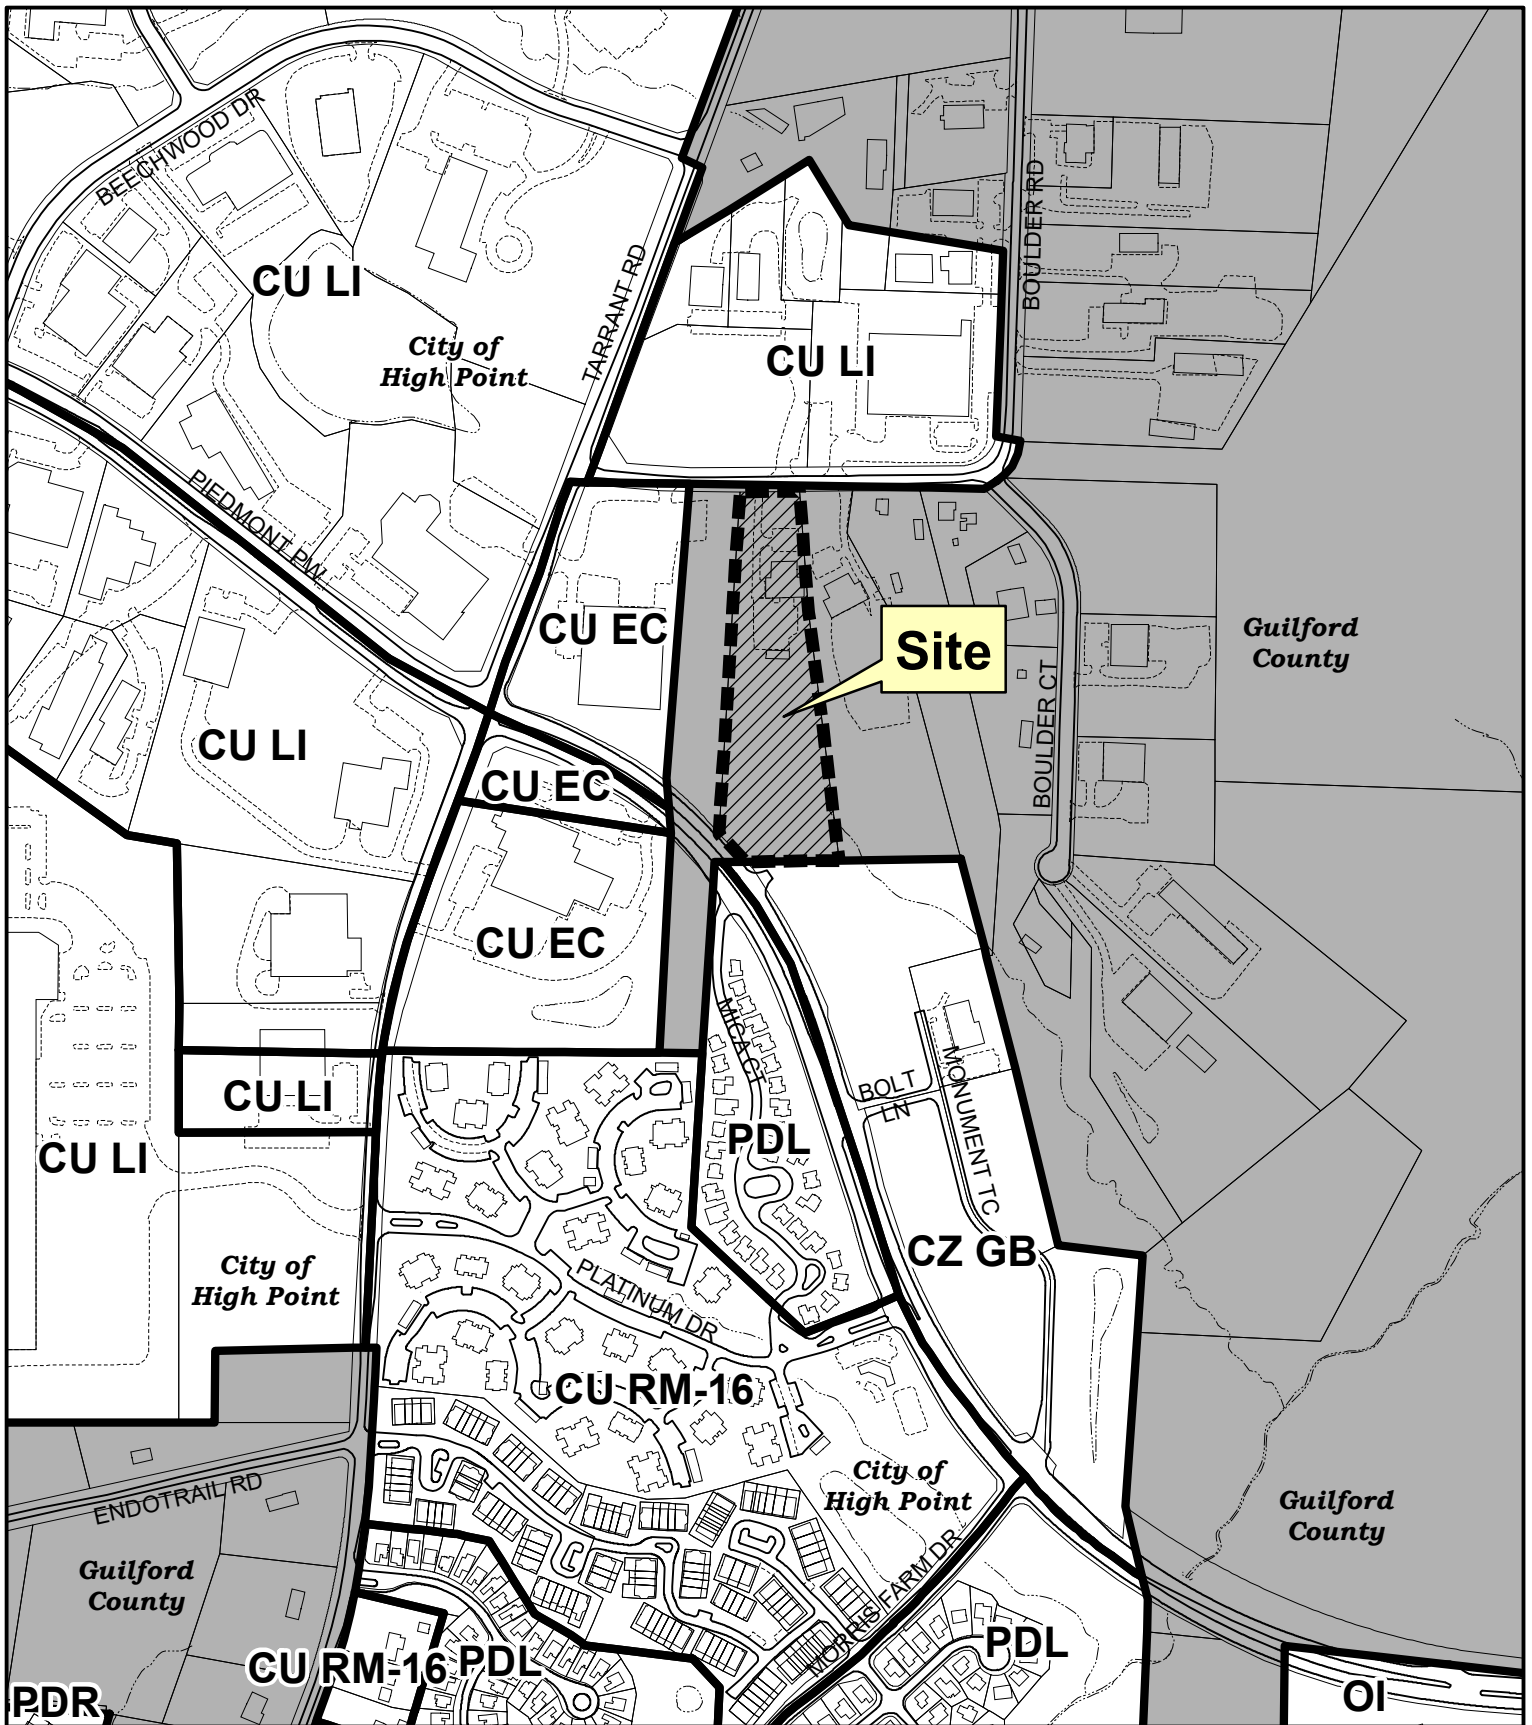 BEECHWOOD DR
BOULDER RD
TARRANT RD
CU LI
City of
High Point
CU LI
PIEDMONT PW
CU EC
Site
Guilford
County
BOULDER CT
CU LI
CU EC
CU EC
MICA CT
BOLT
LN
MONUMENT TC
CU LI
CU LI
PDL
City of
High Point
CZ GB
PLATINUM DR
CU RM-16
City of
High Point
ENDOTRAIL RD
Guilford
County
Guilford
County
MORRIS FARM DR
CU RM-16
PDL
PDL
PDR
OI